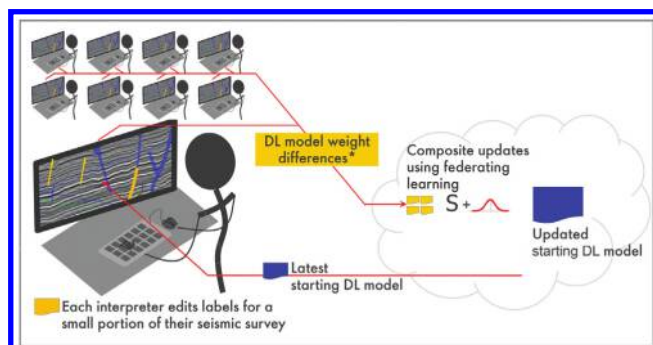 DL model weight
differences*
Composite updates
using federating
learning
S +
Updated
starting DL model
Latest
starting DL model
Each interpreter edits labels for a
small portion of their seismic survey